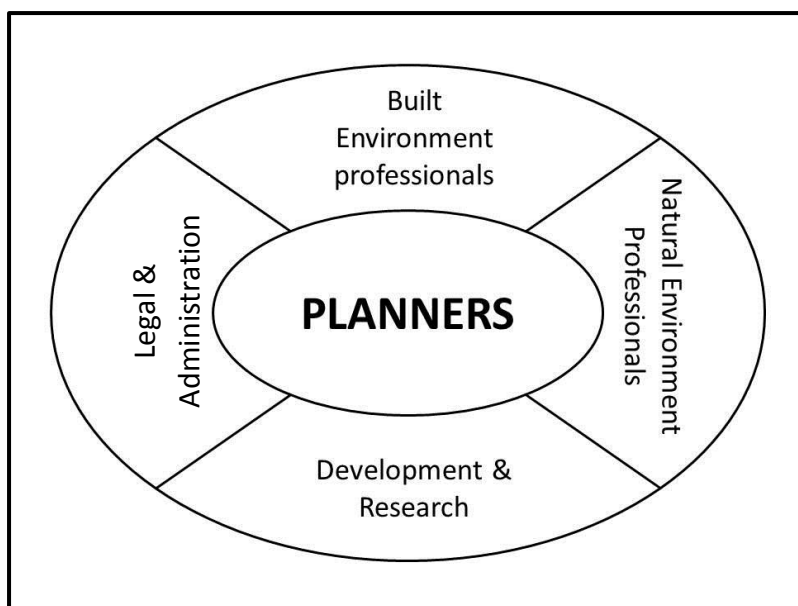 Built
Environment
professionals
Legal &
Administration
PLANNERS
Natural Environment
Professionals
Development &
Research